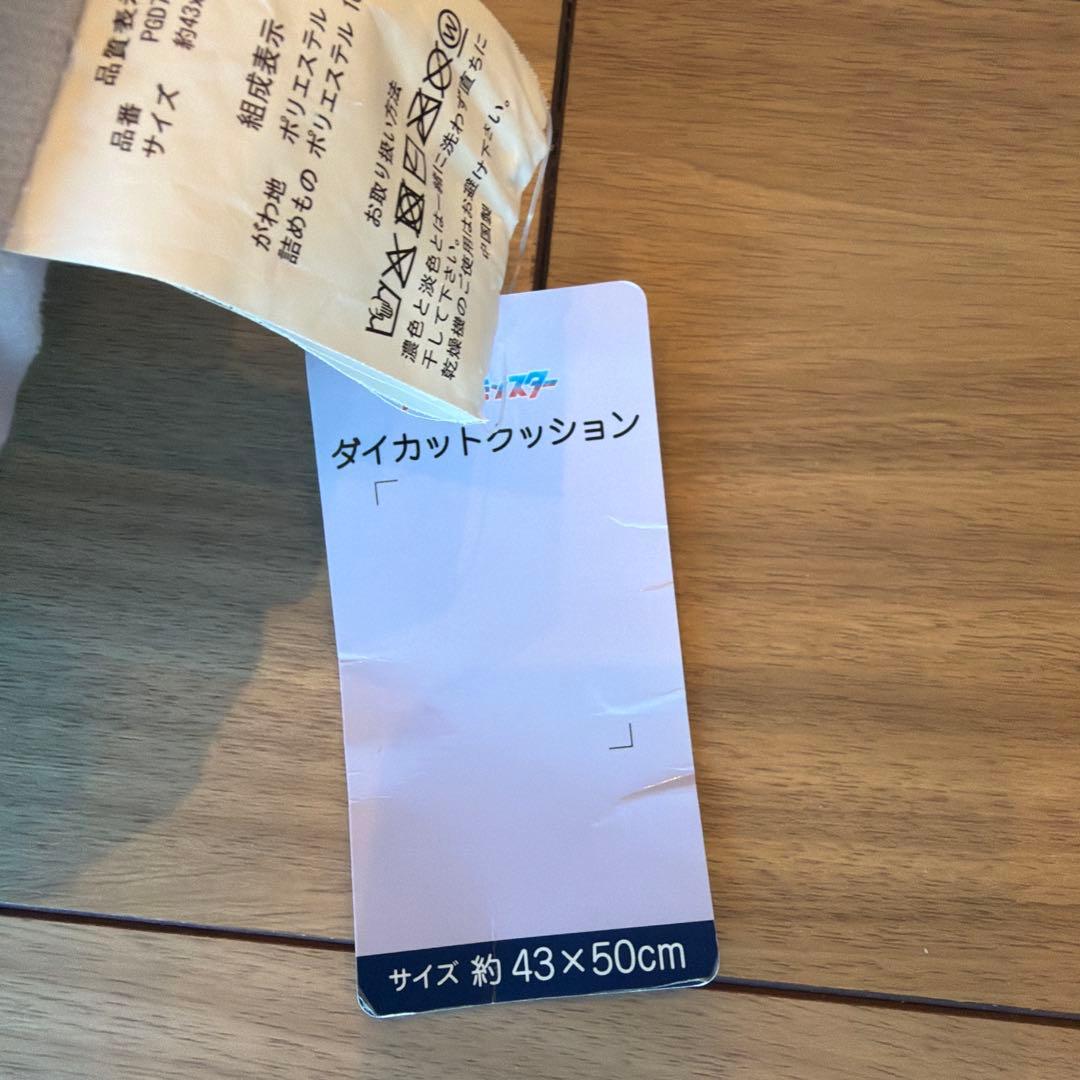 品質表
品番 PGD
サイズ 約43
組成表示
がわ地 ポリエステル
詰めもの ポリエステル
お取り扱い方法
濃色と淡色とは一緒に洗わず直ちに
干して下さい。
乾燥機のご使用はお避け下さい。
中国製
スター
ダイカットクッション
サイズ 約 43×50cm